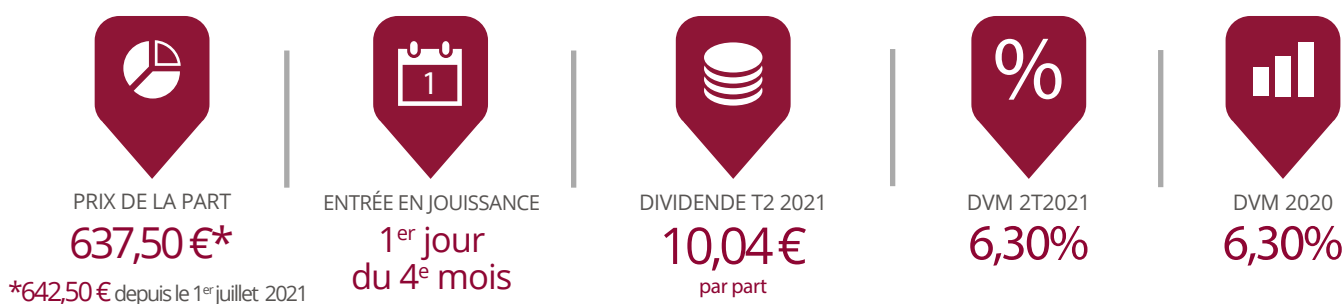 1
%
PRIX DE LA PART
637,50 €*
*642,50 € depuis le 1er juillet 2021
ENTRÉE EN JOUISSANCE
1er jour
du 4e mois
DIVIDENDE T2 2021
10,04 €
par part
DVM 2T2021
6,30%
DVM 2020
6,30%